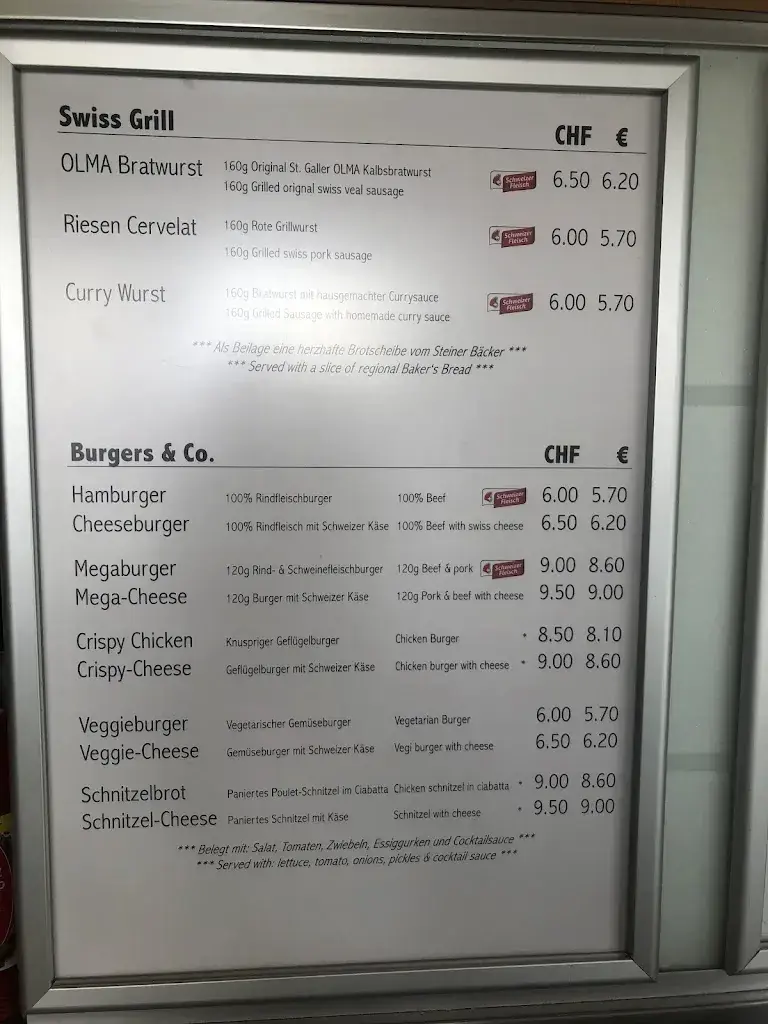 Swiss Grill CHF €
OLMA Bratwurst 160g Original St. Galler OLMA Kalbsbratwurst Schweizer Fleisch 6.50 6.20
160g Grilled orignal swiss veal sausage
Riesen Cervelat 160g Rote Grillwurst Schweizer Fleisch 6.00 5.70
160g Grilled swiss pork sausage
Curry Wurst 160g Bratwurst mit hausgemachter Currysauce Schweizer Fleisch 6.00 5.70
160g Grilled Sausage with homemade curry sauce
*** Als Beilage eine herzhafte Brotscheibe vom Steiner Bäcker ***
*** Served with a slice of regional Baker's Bread ***
Burgers & Co. CHF €
Hamburger 100% Rindfleischburger 100% Beef Schweizer Fleisch 6.00 5.70
Cheeseburger 100% Rindfleisch mit Schweizer Käse 100% Beef with swiss cheese 6.50 6.20
Megaburger 120g Rind- & Schweinefleischburger 120g Beef & pork Schweizer Fleisch 9.00 8.60
Mega-Cheese 120g Burger mit Schweizer Käse 120g Pork & beef with cheese 9.50 9.00
Crispy Chicken Knuspriger Geflügelburger Chicken Burger * 8.50 8.10
Crispy-Cheese Geflügelburger mit Schweizer Käse Chicken burger with cheese * 9.00 8.60
Veggieburger Vegetarischer Gemüseburger Vegetarian Burger 6.00 5.70
Veggie-Cheese Gemüseburger mit Schweizer Käse Vegi burger with cheese 6.50 6.20
Schnitzelbrot Paniertes Poulet-Schnitzel im Ciabatta Chicken schnitzel in ciabatta * 9.00 8.60
Schnitzel-Cheese Paniertes Schnitzel mit Käse Schnitzel with cheese * 9.50 9.00
*** Belegt mit: Salat, Tomaten, Zwiebeln, Essiggurken und Cocktailsauce ***
*** Served with: lettuce, tomato, onions, pickles & cocktail sauce ***